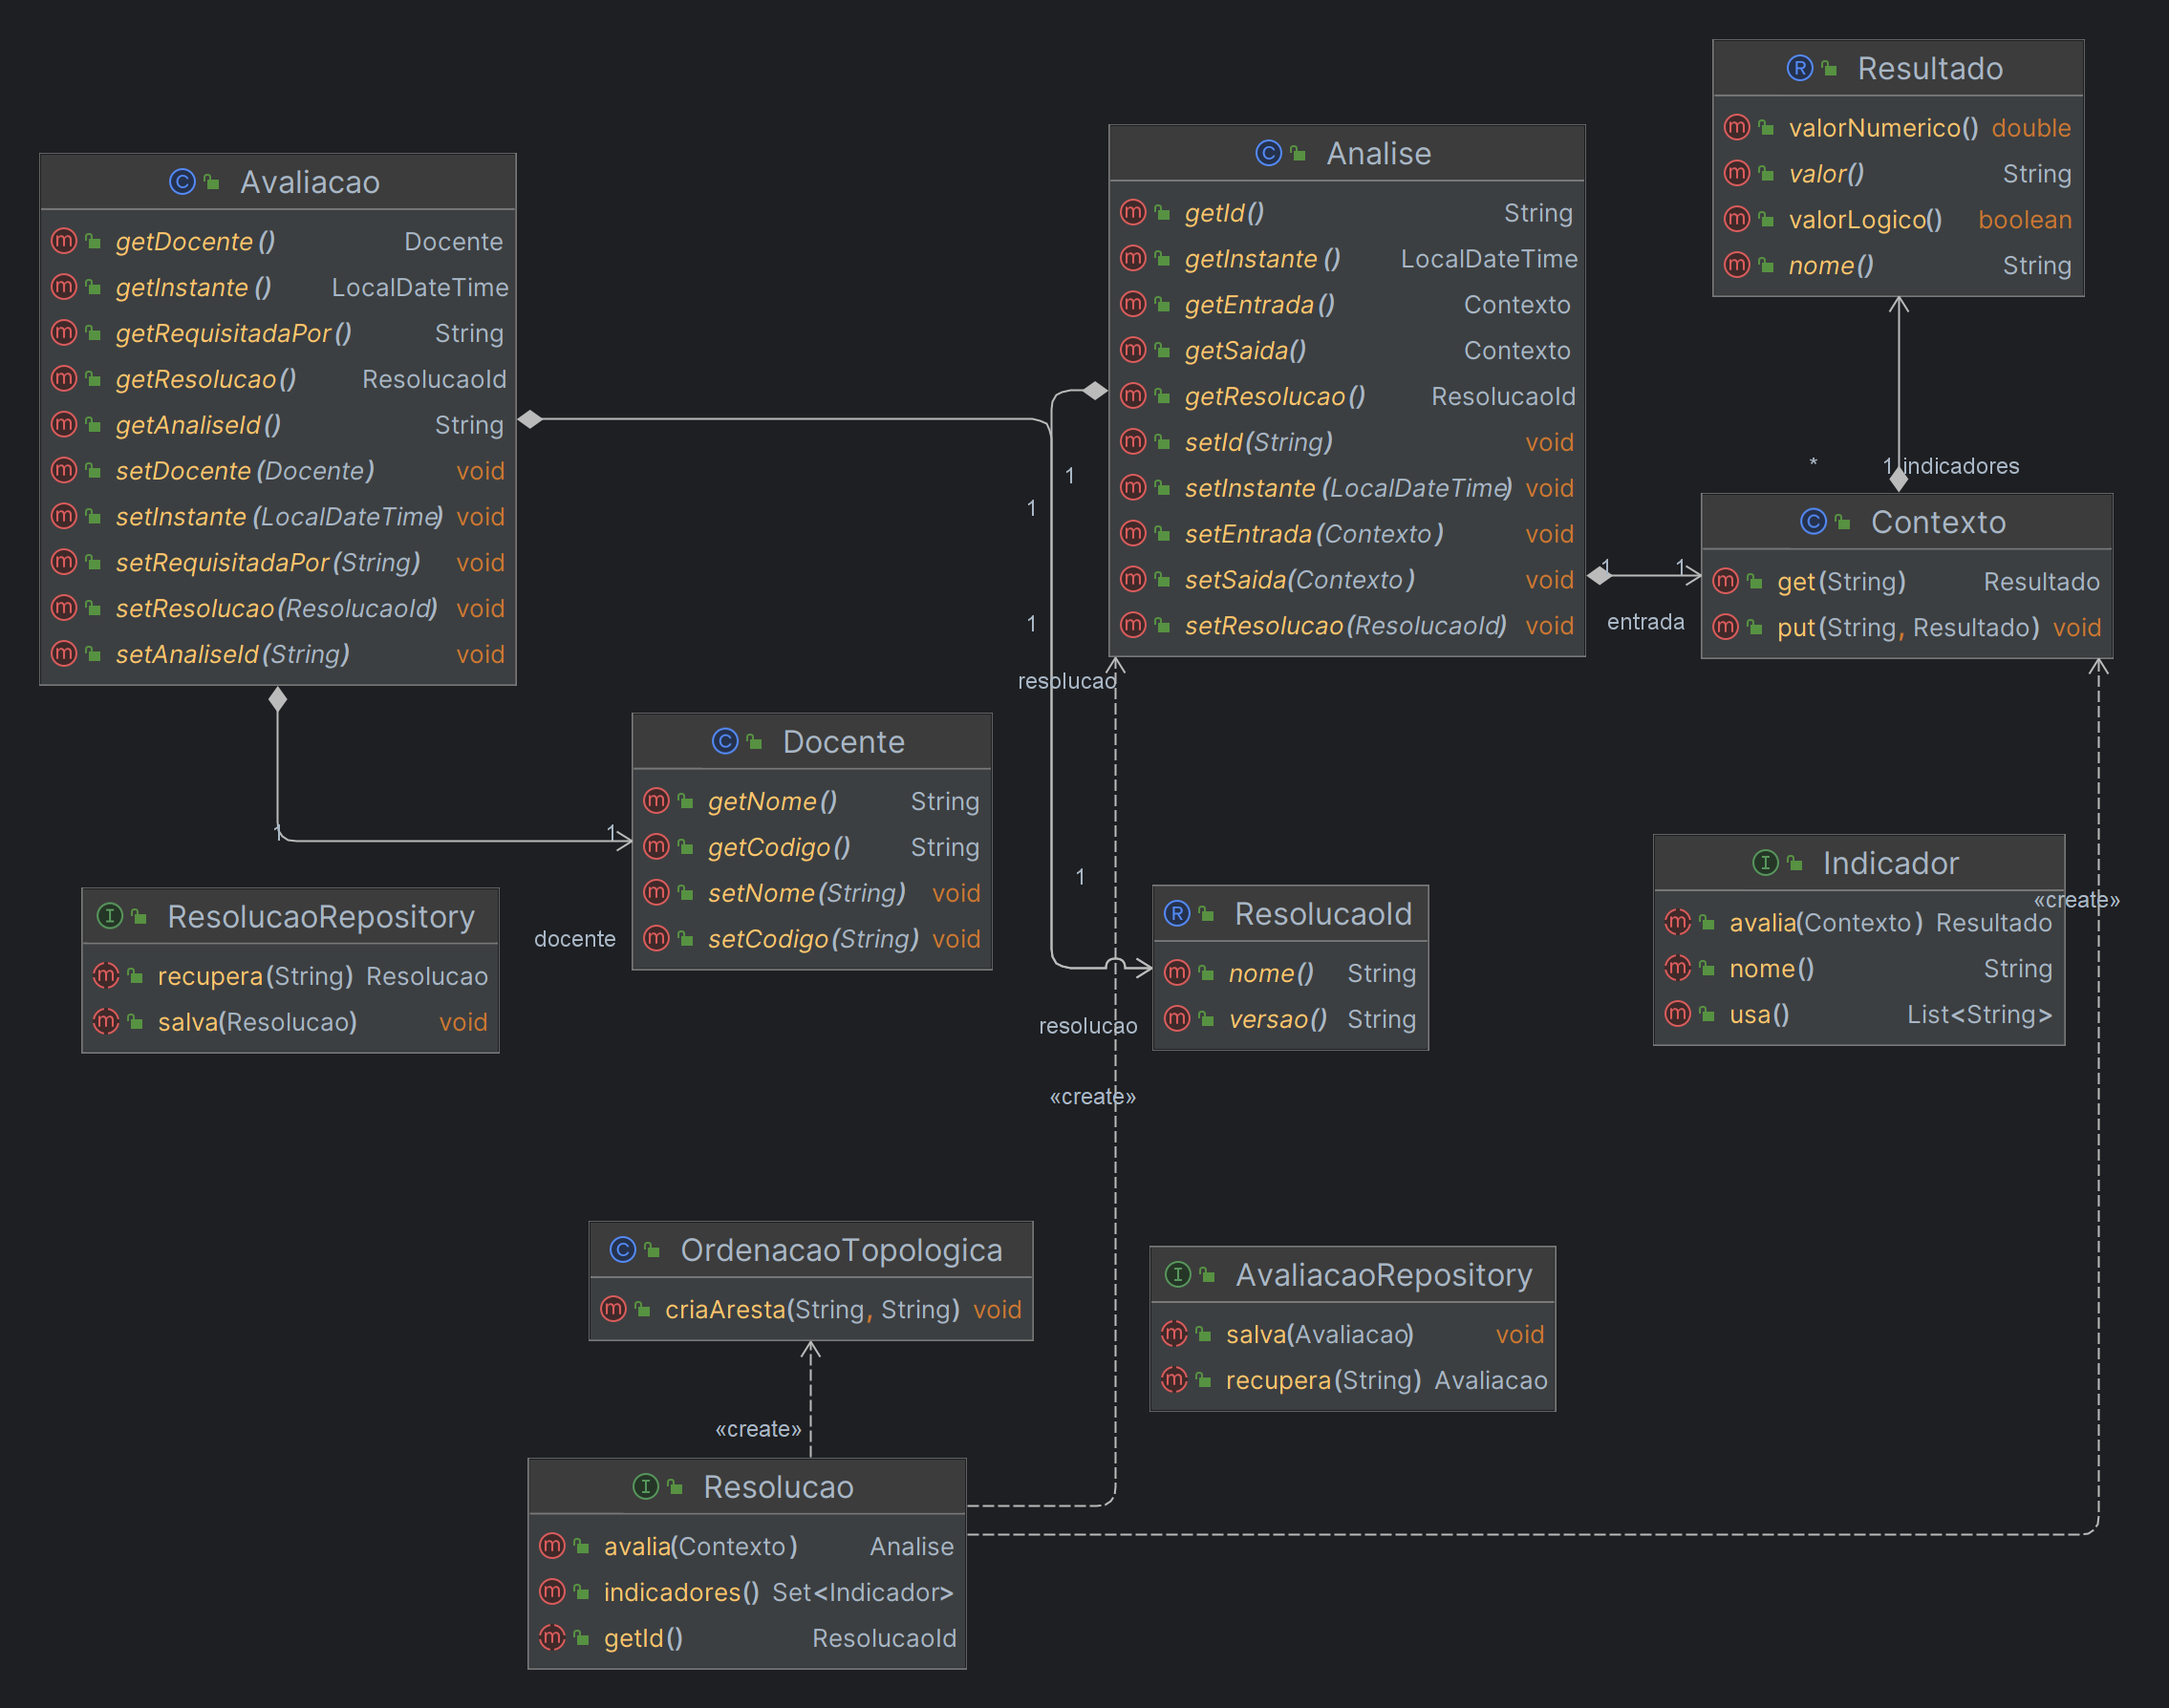 Avaliacao
getDocente() Docente
getInstante() LocalDateTime
getRequisitadaPor() String
getResolucao() ResolucaoId
getAnaliseId() String
setDocente(Docente) void
setInstante(LocalDateTime) void
setRequisitadaPor(String) void
setResolucao(ResolucaoId) void
setAnaliseId(String) void
Analise
getId() String
getInstante() LocalDateTime
getEntrada() Contexto
getSaida() Contexto
getResolucao() ResolucaoId
setId(String) void
setInstante(LocalDateTime) void
setEntrada(Contexto) void
setSaida(Contexto) void
setResolucao(ResolucaoId) void
Resultado
valorNumerico() double
valor() String
valorLogico() boolean
nome() String
* 1 indicadores
Contexto
get(String) Resultado
put(String, Resultado) void
1 1
entrada
1
1
1
resolucao
Docente
getNome() String
getCodigo() String
setNome(String) void
setCodigo(String) void
1 1
docente
ResolucaoRepository
recupera(String) Resolucao
salva(Resolucao) void
1
ResolucaoId
nome() String
versao() String
resolucao
«create»
Indicador
avalia(Contexto) Resultado
nome() String
usa() List<String>
«create»
OrdenacaoTopologica
criaAresta(String, String) void
«create»
AvaliacaoRepository
salva(Avaliacao) void
recupera(String) Avaliacao
Resolucao
avalia(Contexto) Analise
indicadores() Set<Indicador>
getId() ResolucaoId